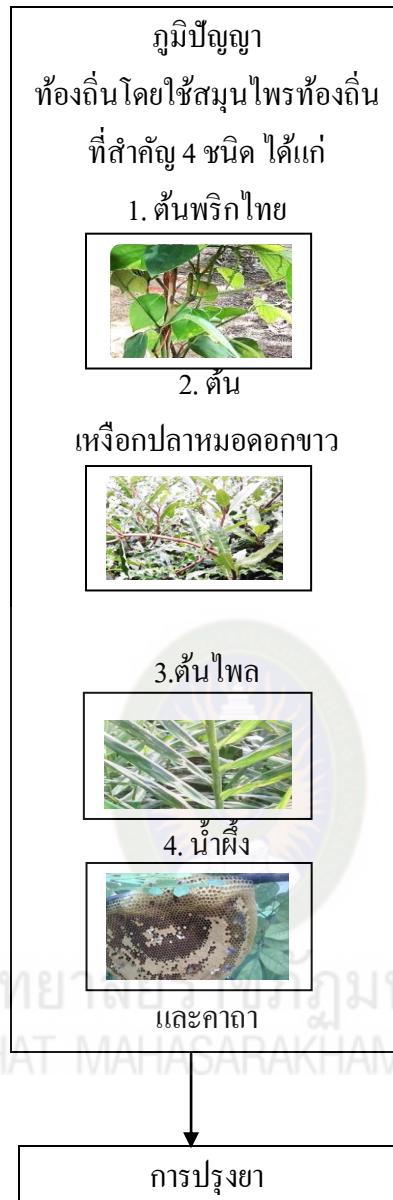 ภูมิปัญญา
ท้องถิ่นโดยใช้สมุนไพรท้องถิ่น
ที่สำคัญ 4 ชนิด ได้แก่
1. ต้นพริกไทย
2. ต้น
เหงือกปลาหมอดอกขาว
3.ต้นไพล
4. น้ำผึ้ง
และคาถา
MAHASARAKHAM
การปรุงยา